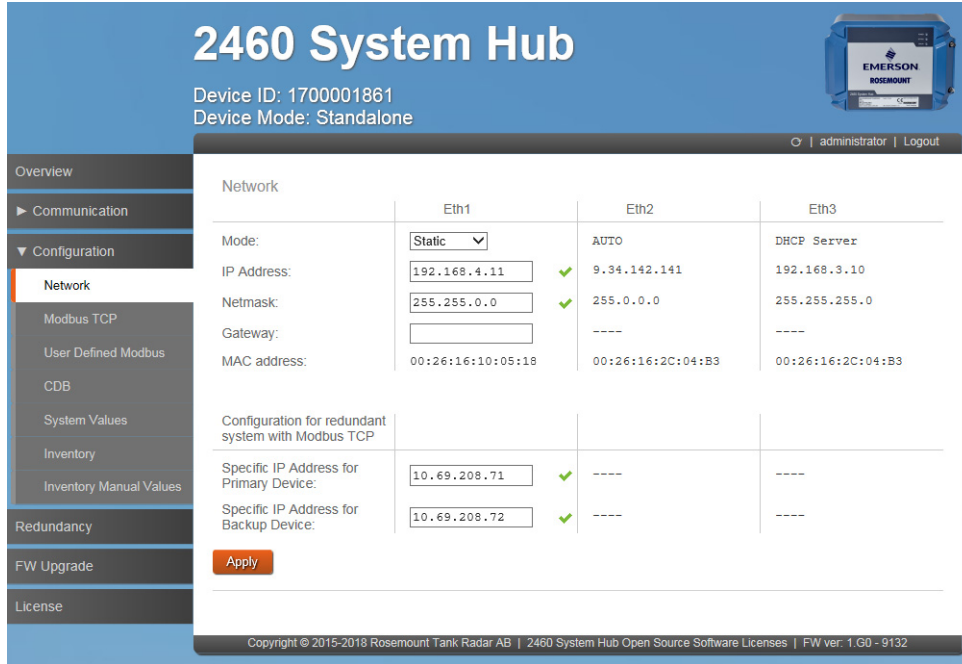 2460 System Hub
Device ID: 1700001861
Device Mode: Standalone
EMERSON
ROSEMOUNT
| administrator | Logout
Overview
► Communication
▼ Configuration
Network
Modbus TCP
User Defined Modbus
CDB
System Values
Inventory
Inventory Manual Values
Redundancy
FW Upgrade
License
Network
Eth1 Eth2 Eth3
Mode: Static AUTO DHCP Server
IP Address: 192.168.4.11 9.34.142.141 192.168.3.10
Netmask: 255.255.0.0 255.0.0.0 255.255.255.0
Gateway: ---- ----
MAC address: 00:26:16:10:05:18 00:26:16:2C:04:B3 00:26:16:2C:04:B3
Configuration for redundant
system with Modbus TCP
Specific IP Address for
Primary Device: 10.69.208.71 ---- ----
Specific IP Address for
Backup Device: 10.69.208.72 ---- ----
Apply
Copyright © 2015-2018 Rosemount Tank Radar AB | 2460 System Hub Open Source Software Licenses | FW ver: 1.G0 - 9132